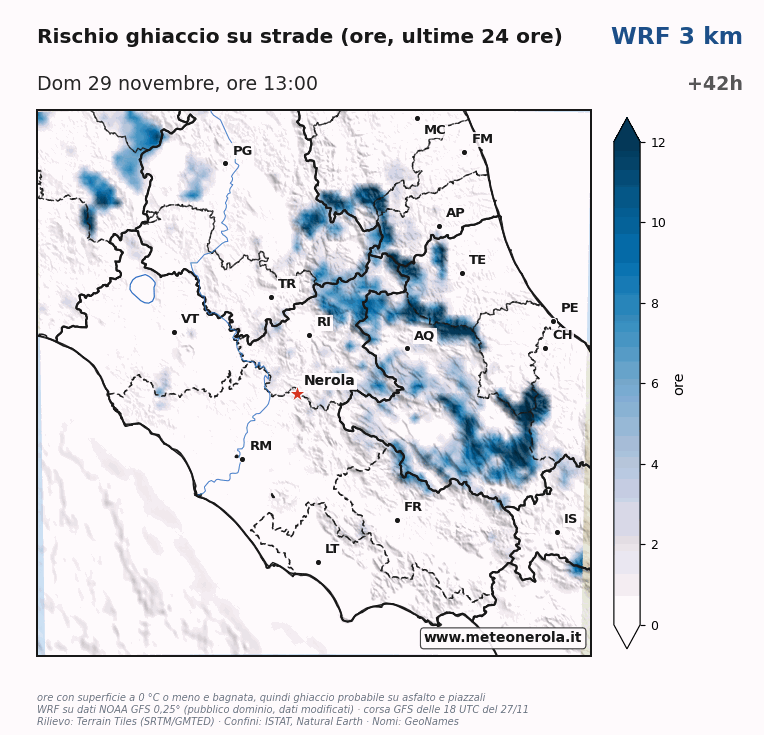 Rischio ghiaccio su strade (ore, ultime 24 ore)
WRF 3 km
Dom 29 novembre, ore 13:00
+42h
MC
FM
PG
AP
TE
TR
PE
VT
RI
AQ
CH
Nerola
RM
FR
IS
LT
www.meteonerola.it
12
10
8
6
4
2
0
ore
ore con superficie a 0 °C o meno e bagnata, quindi ghiaccio probabile su asfalto e piazzali
WRF su dati NOAA GFS 0,25° (pubblico dominio, dati modificati) · corsa GFS delle 18 UTC del 27/11
Rilievo: Terrain Tiles (SRTM/GMTED) · Confini: ISTAT, Natural Earth · Nomi: GeoNames